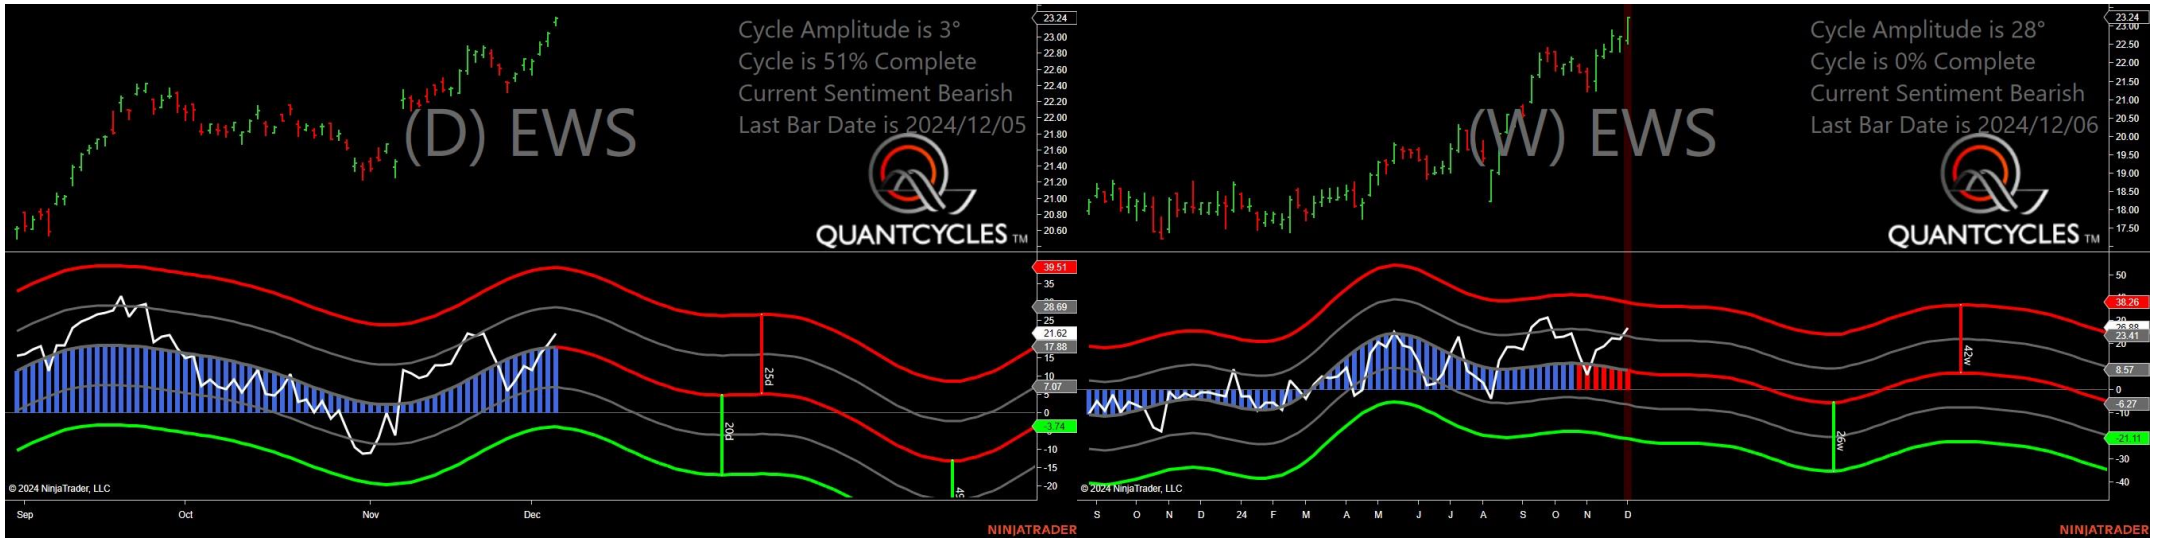 Cycle Amplitude is 3°
Cycle is 51% Complete
Current Sentiment Bearish
Last Bar Date is 2024/12/05
(D) EWS
QUANTCYCLES TM
23.24
23.00
22.80
22.60
22.40
22.20
22.00
21.80
21.60
21.40
21.20
21.00
20.80
20.60
39.51
35
28.69
25
21.62
17.88
15
10
7.07
5
0
-3.74
-10
-15
-20
25d
20d
© 2024 NinjaTrader, LLC
Sep Oct Nov Dec
NINJATRADER
Cycle Amplitude is 28°
Cycle is 0% Complete
Current Sentiment Bearish
Last Bar Date is 2024/12/06
(W) EWS
QUANTCYCLES TM
23.24
23.00
22.50
22.00
21.50
21.00
20.50
20.00
19.50
19.00
18.50
18.00
17.50
50
38.26
26.88
23.41
20
8.57
0
-6.27
-10
-21.11
-30
-40
42w
26w
© 2024 NinjaTrader, LLC
S O N D 24 F M A M J J A S O N D
NINJATRADER